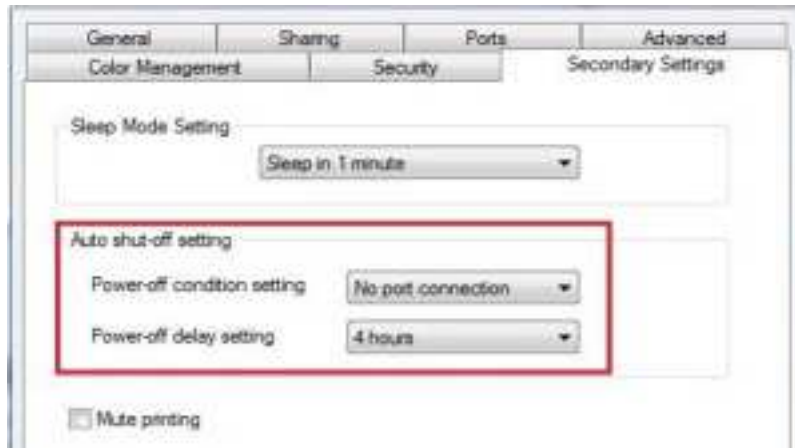 General Sharing Ports Advanced
Color Management Security Secondary Settings
Sleep Mode Setting
Sleep in 1 minute
Auto shut-off setting
Power-off condition setting No port connection
Power-off delay setting 4 hours
Mute printing